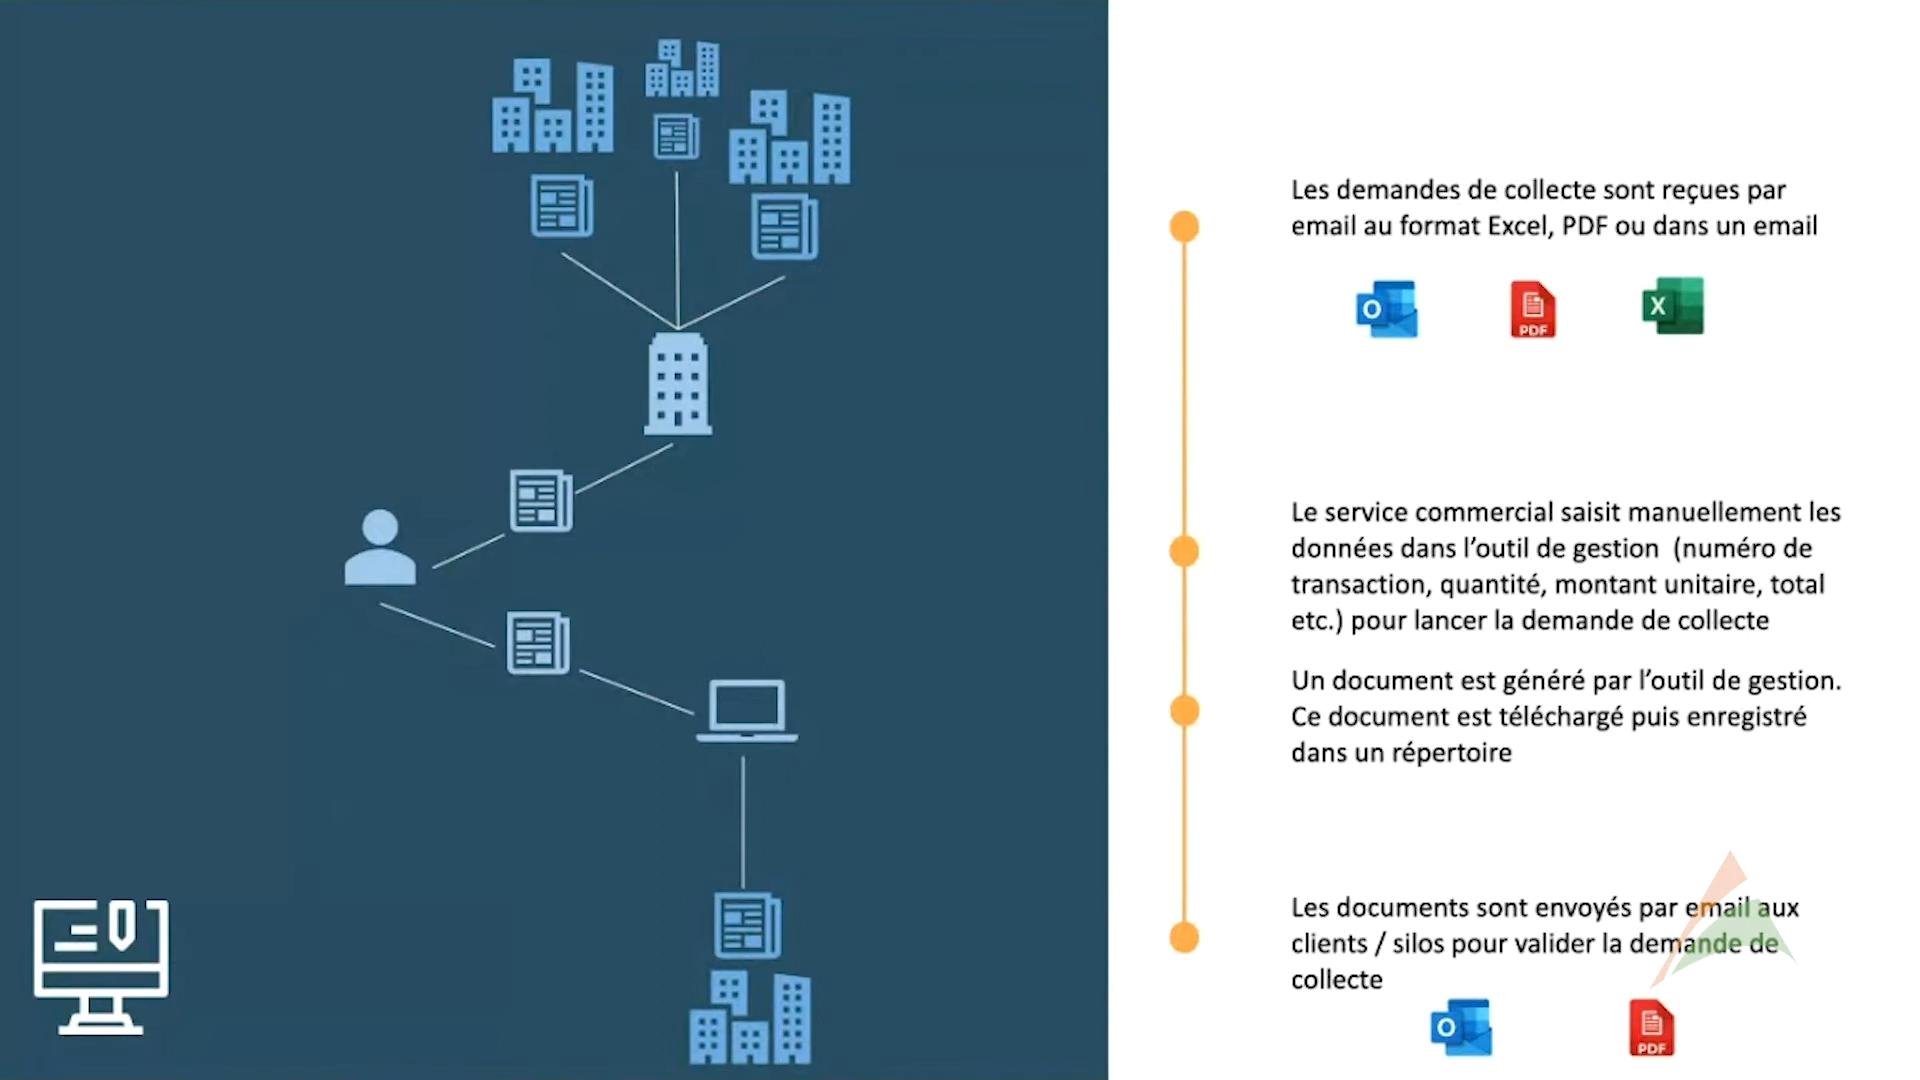 Les demandes de collecte sont reçues par
email au format Excel, PDF ou dans un email
O
PDF
X
Le service commercial saisit manuellement les
données dans l’outil de gestion (numéro de
transaction, quantité, montant unitaire, total
etc.) pour lancer la demande de collecte
Un document est généré par l’outil de gestion.
Ce document est téléchargé puis enregistré
dans un répertoire
Les documents sont envoyés par email aux
clients / silos pour valider la demande de
collecte
O
PDF